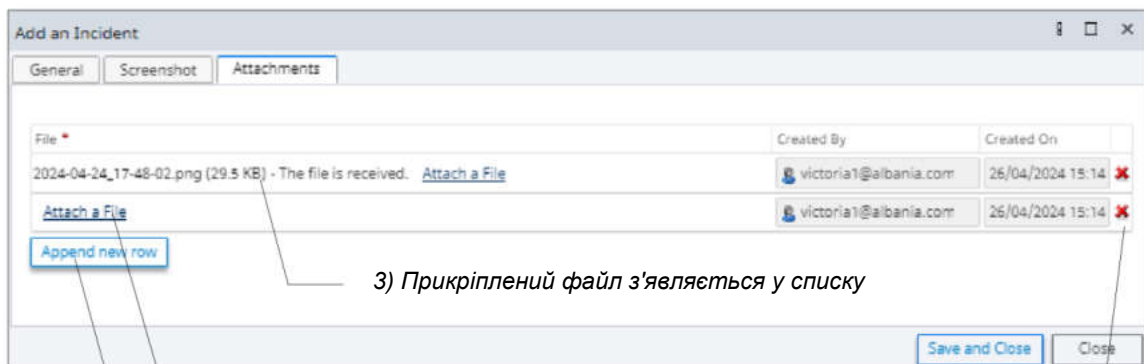 Add an Incident
General Screenshot Attachments
File * Created By Created On
2024-04-24_17-48-02.png (29.5 KB) - The file is received. Attach a File victoria1@albania.com 26/04/2024 15:14
Attach a File victoria1@albania.com 26/04/2024 15:14
Append new row
3) Прикріплений файл з'являється у списку
Save and Close Close